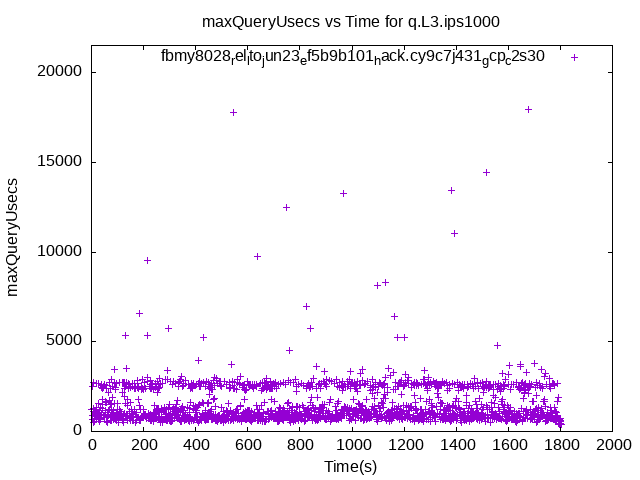 maxQueryUsecs vs Time for q.L3.ips1000
fbmy8028relltojun23ef5b9b101hack.cy9c7j431gcpc2s30
20000
15000
10000
5000
0
maxQueryUsecs
0 200 400 600 800 1000 1200 1400 1600 1800 2000
Time(s)